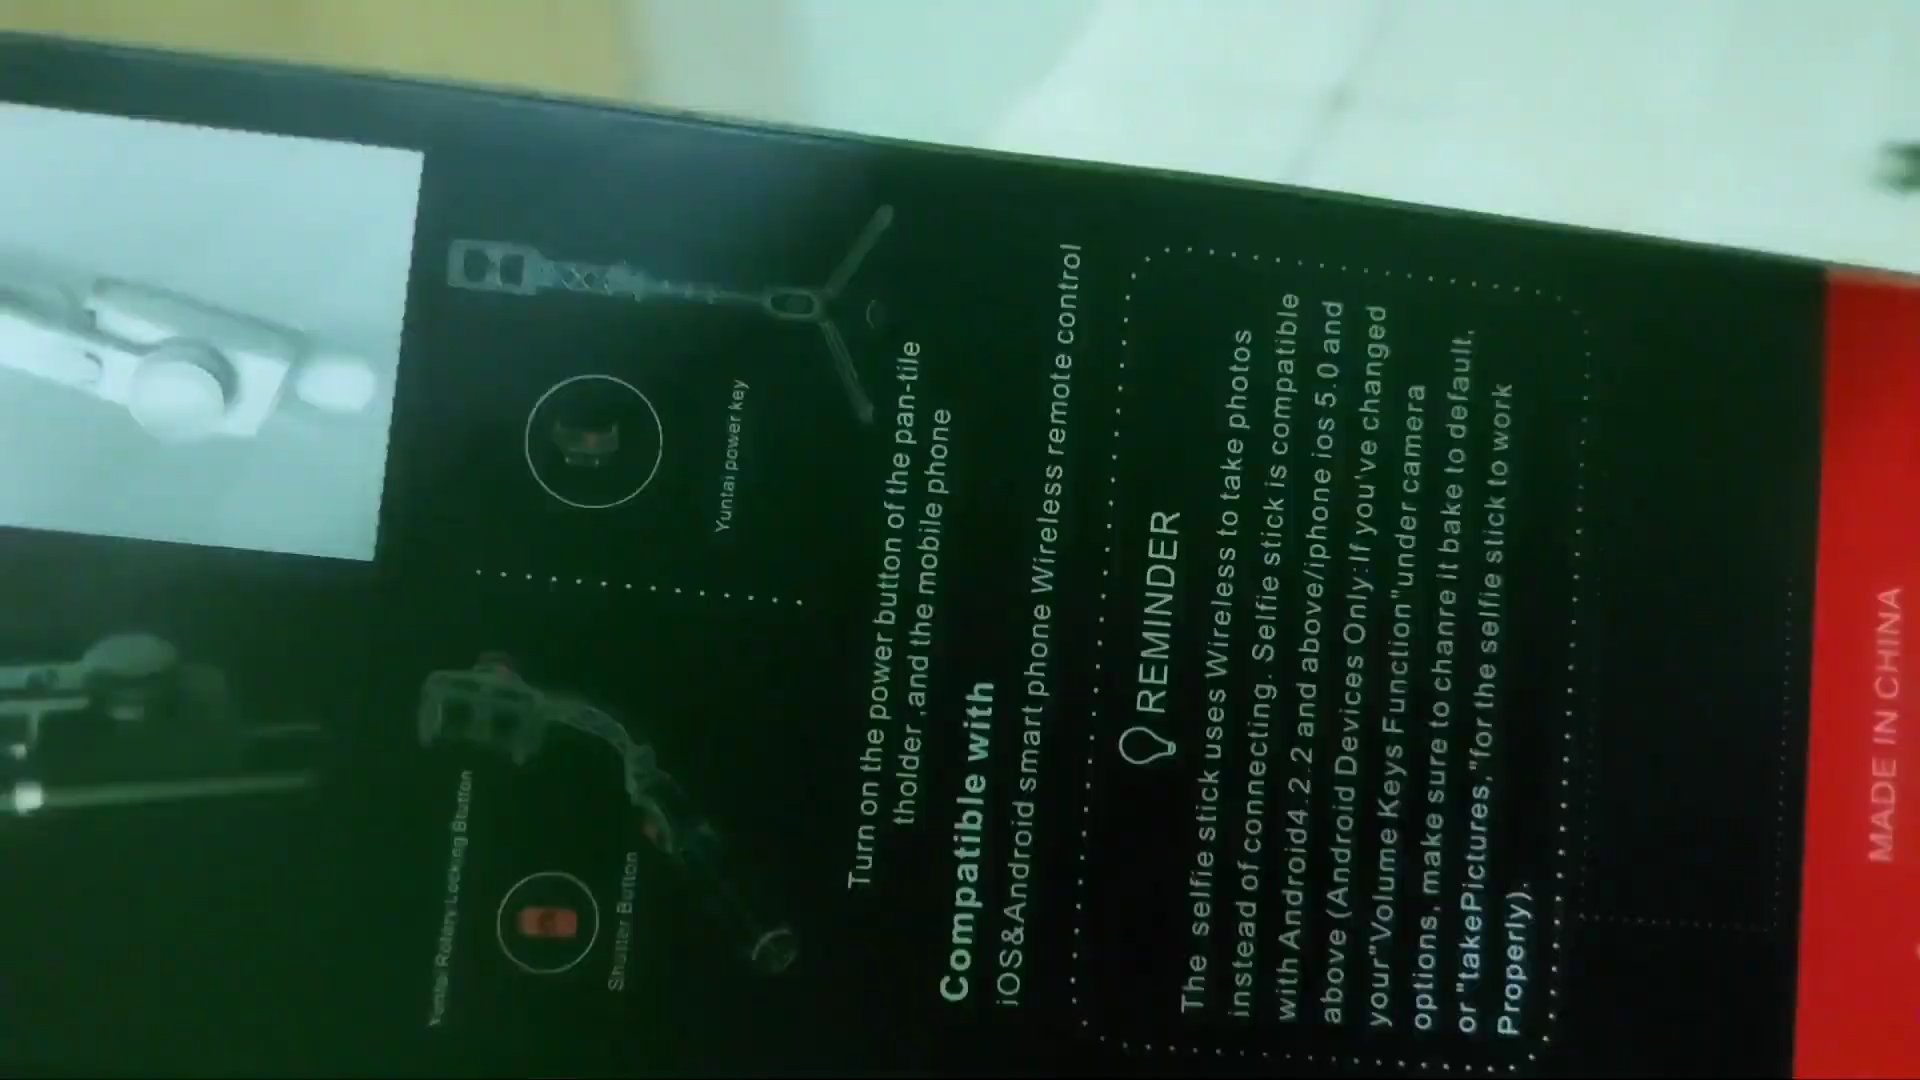 Yuntai Rotary Locking Btutton
Shutter Button
Yuntai power key
Turn on the power button of the pan-tile
tholder,and the mobile phone
Compatible with
iOS&Android smart phone Wireless remote control
REMINDER
The selfie stick uses Wireless to take photos
instead of connecting. Selfie stick is compatible
with Android4.2.2 and above/iphone ios 5.0 and
above (Android Devices Only:If you've changed
your"Volume Keys Function"under camera
options, make sure to chanre it bake to default,
or "takePictures,"for the selfie stick to work
Properly).
MADE IN CHINA